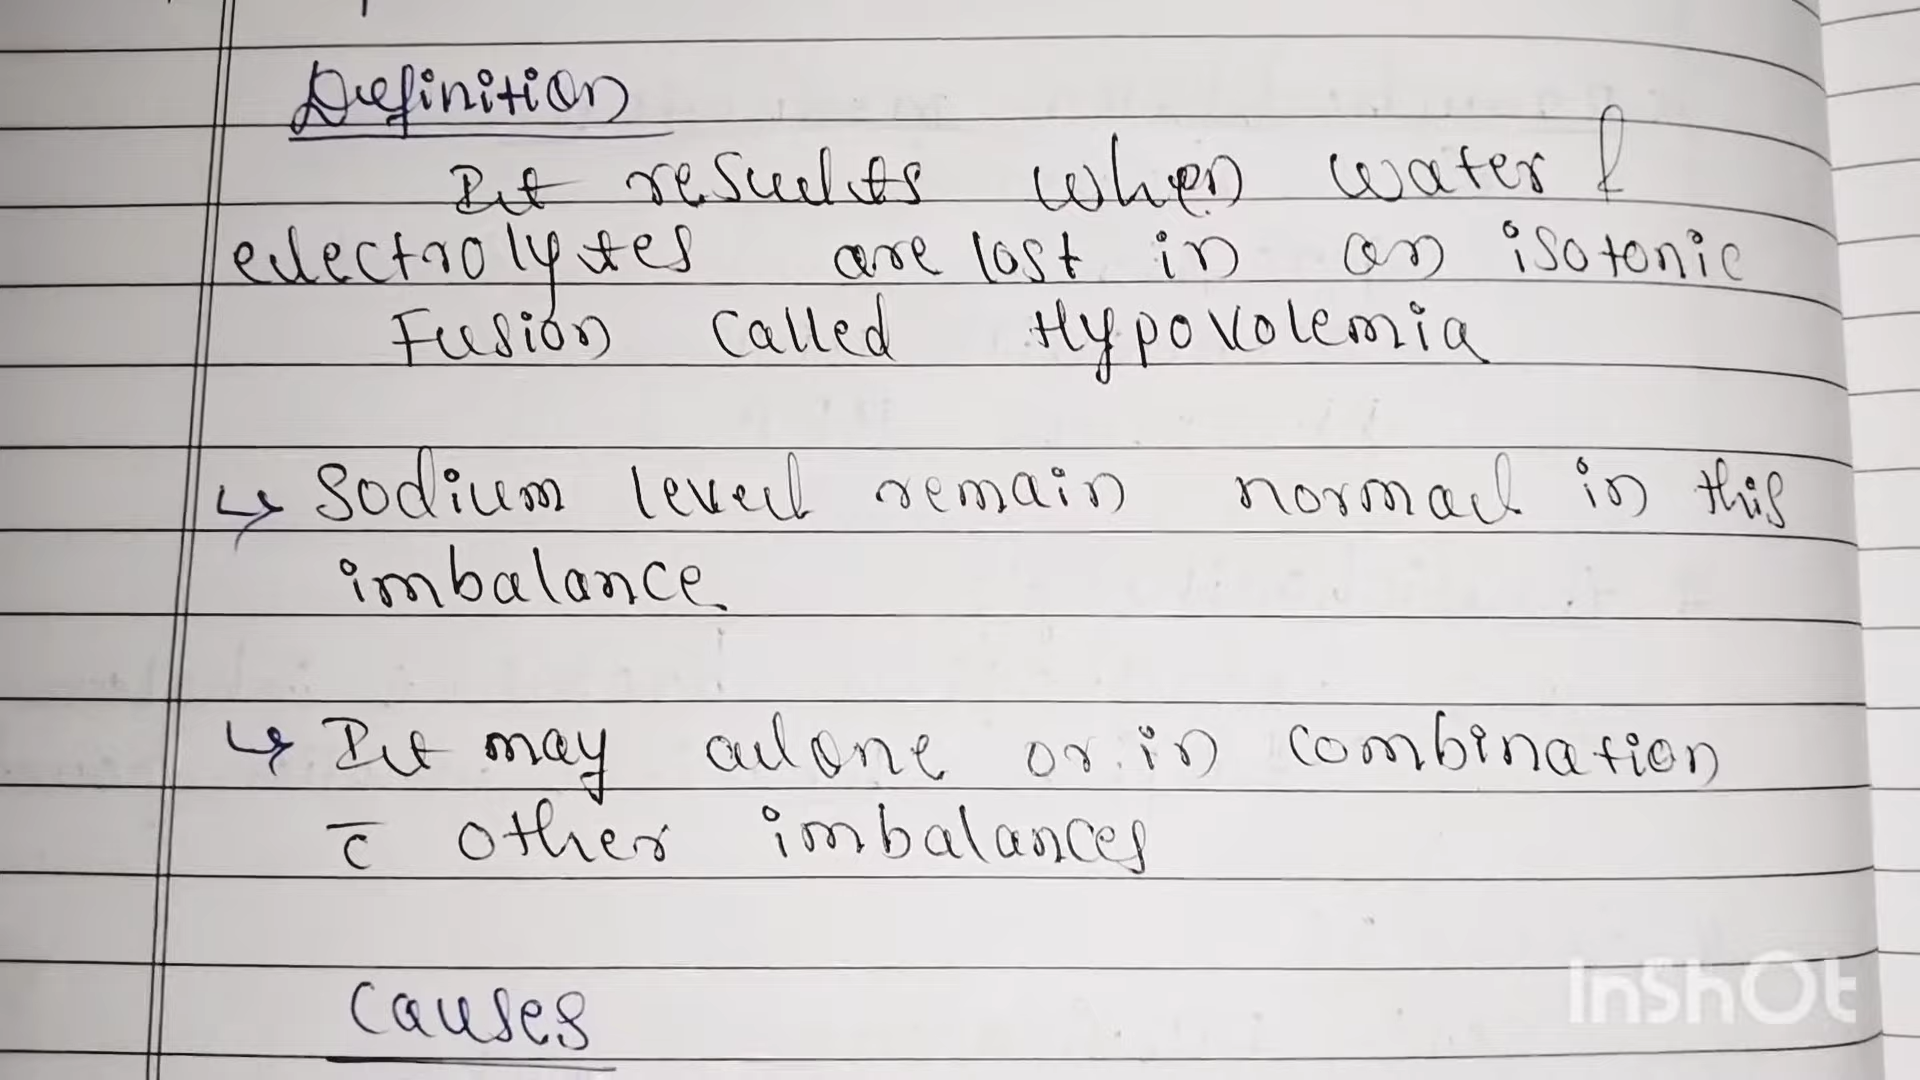 Definition
It results when water &
electrolytes are lost in an isotonic
Fusion called Hypovolemia
↳ Sodium level remain normal in this
imbalance
↳ It may alone or in combination
c̅ other imbalances
Causes
InShOt